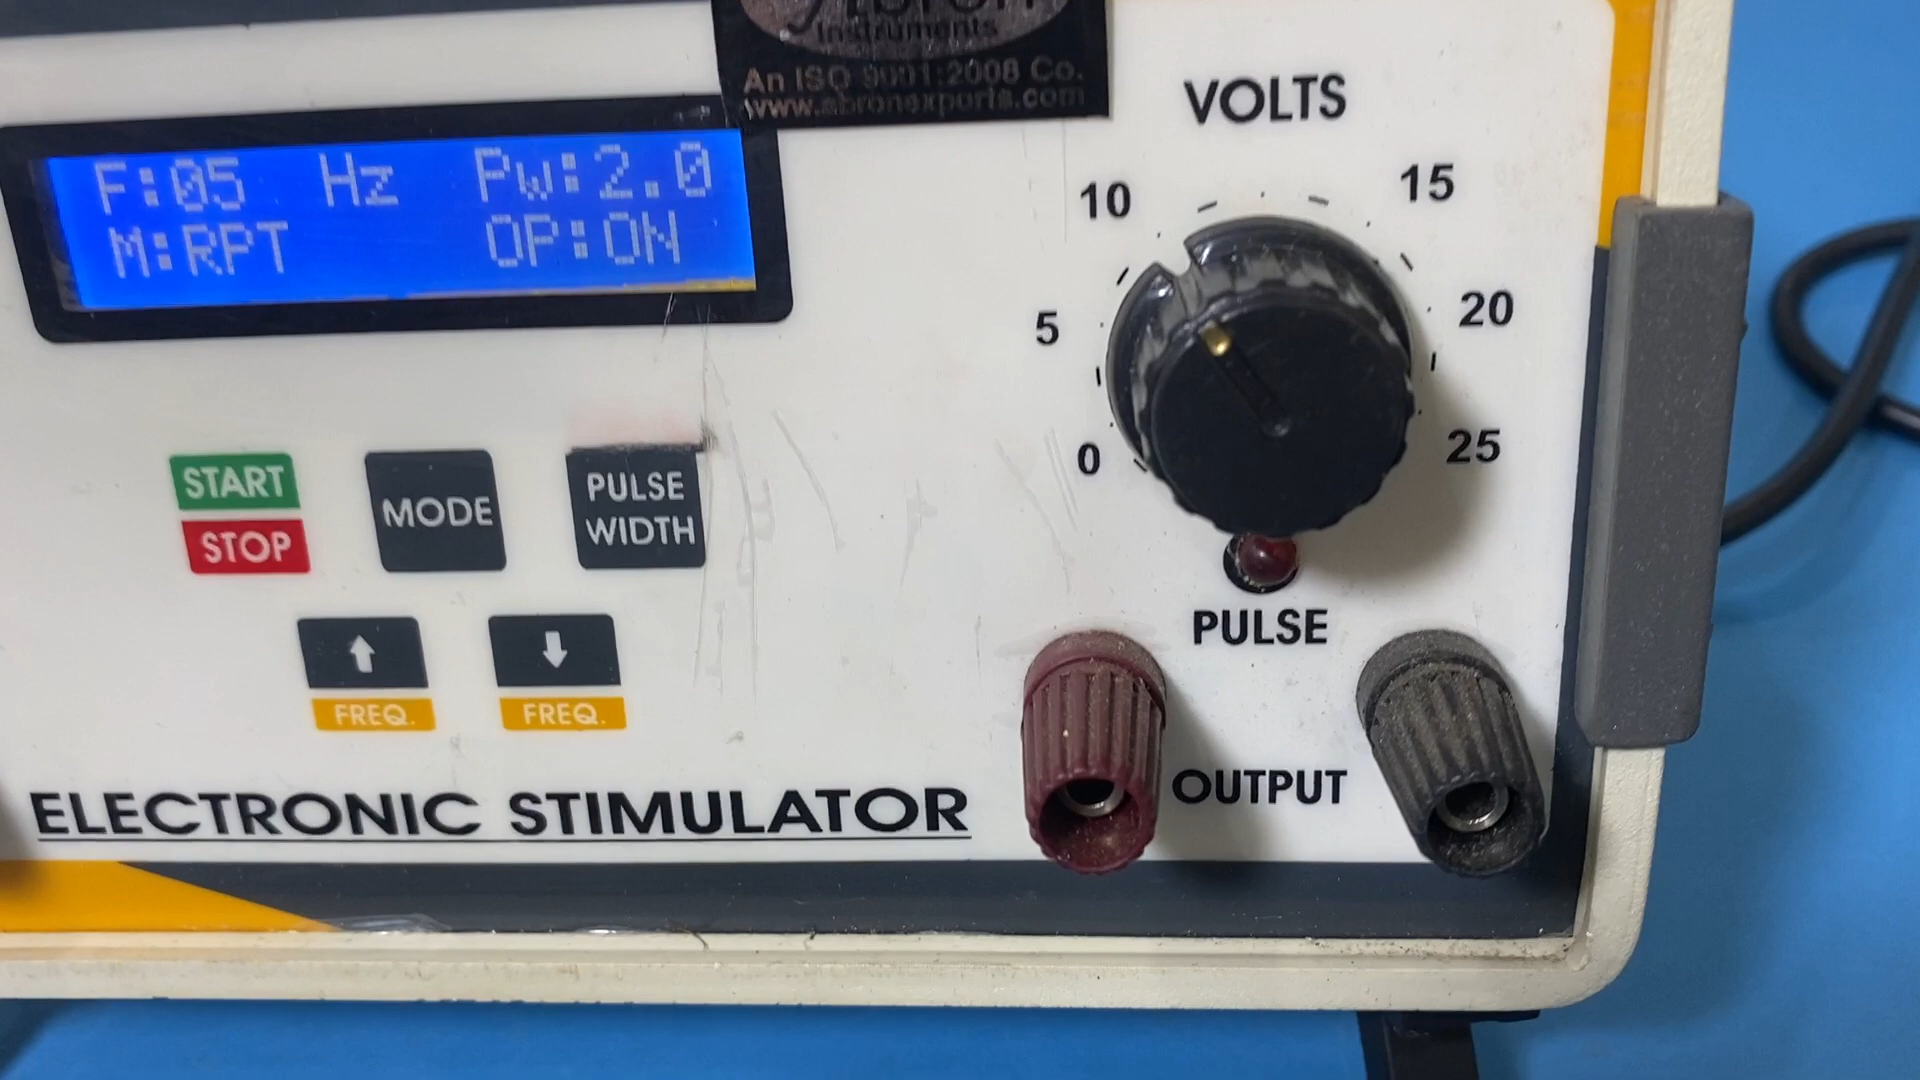 Abron
Instruments
An ISO 9001:2008 Co.
www.abronexports.com
F:05 Hz Pw:2.0
M:RPT OP:ON
VOLTS
0
5
10
15
20
25
START
STOP
MODE
PULSE
WIDTH
FREQ.
FREQ.
PULSE
OUTPUT
ELECTRONIC STIMULATOR